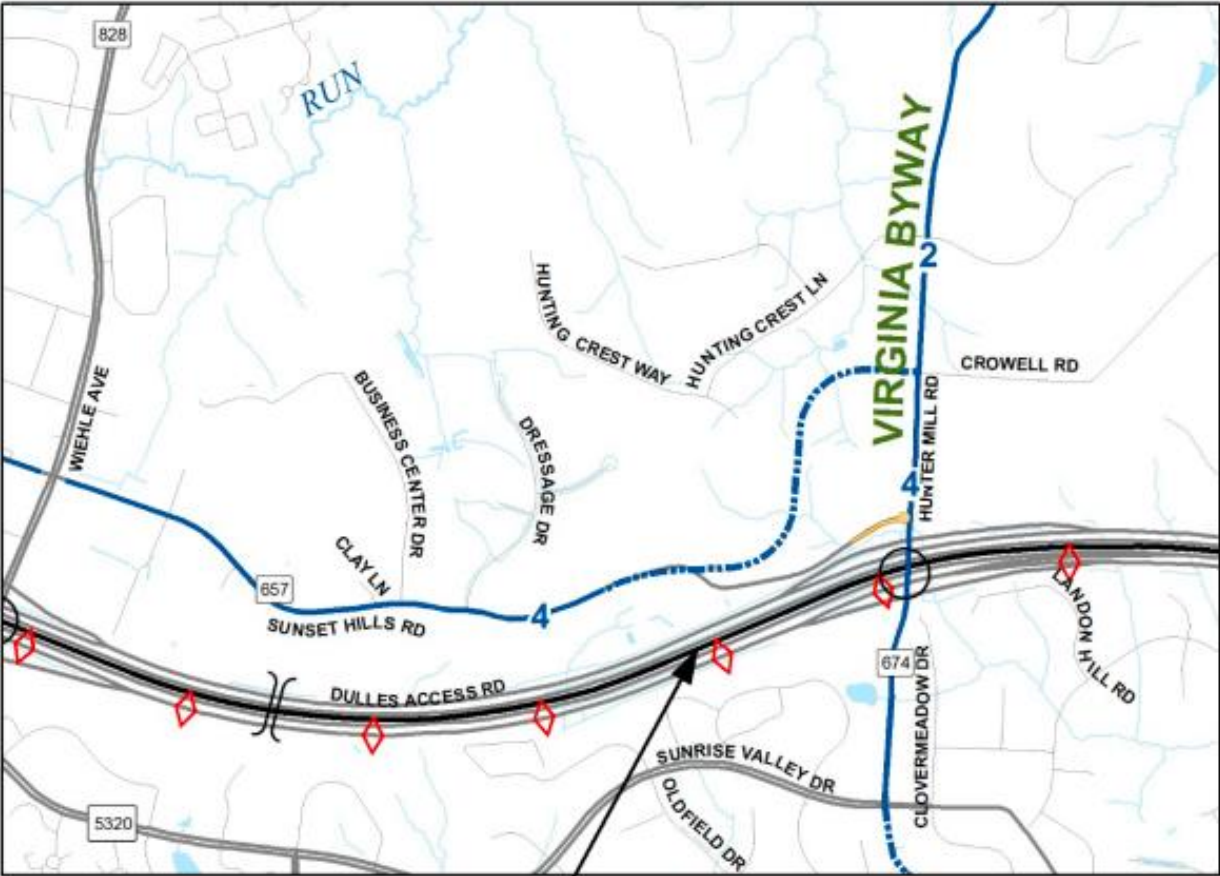 828
RUN
VIRGINIA BYWAY
2
HUNTING CREST WAY
HUNTING CREST LN
CROWELL RD
WIEHLE AVE
BUSINESS CENTER DR
DRESSAGE DR
HUNTER MILL RD
4
CLAY LN
657
4
SUNSET HILLS RD
LANDON HILL RD
674
DULLES ACCESS RD
CLOVERMEADOW DR
SUNRISE VALLEY DR
OLDFIELD DR
5320